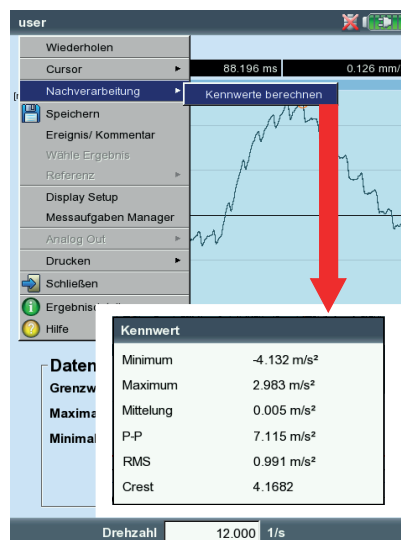 user
Wiederholen
Cursor
88.196 ms 0.126 mm/
Nachverarbeitung
Kennwerte berechnen
Speichern
Ereignis/ Kommentar
Wähle Ergebnis
Referenz
Display Setup
Messaufgaben Manager
Analog Out
Drucken
Schließen
Hilfe
Kennwert
Minimum -4.132 m/s²
Maximum 2.983 m/s²
Mittelung 0.005 m/s²
P-P 7.115 m/s²
RMS 0.991 m/s²
Crest 4.1682
Daten
Drehzahl 12.000 1/s